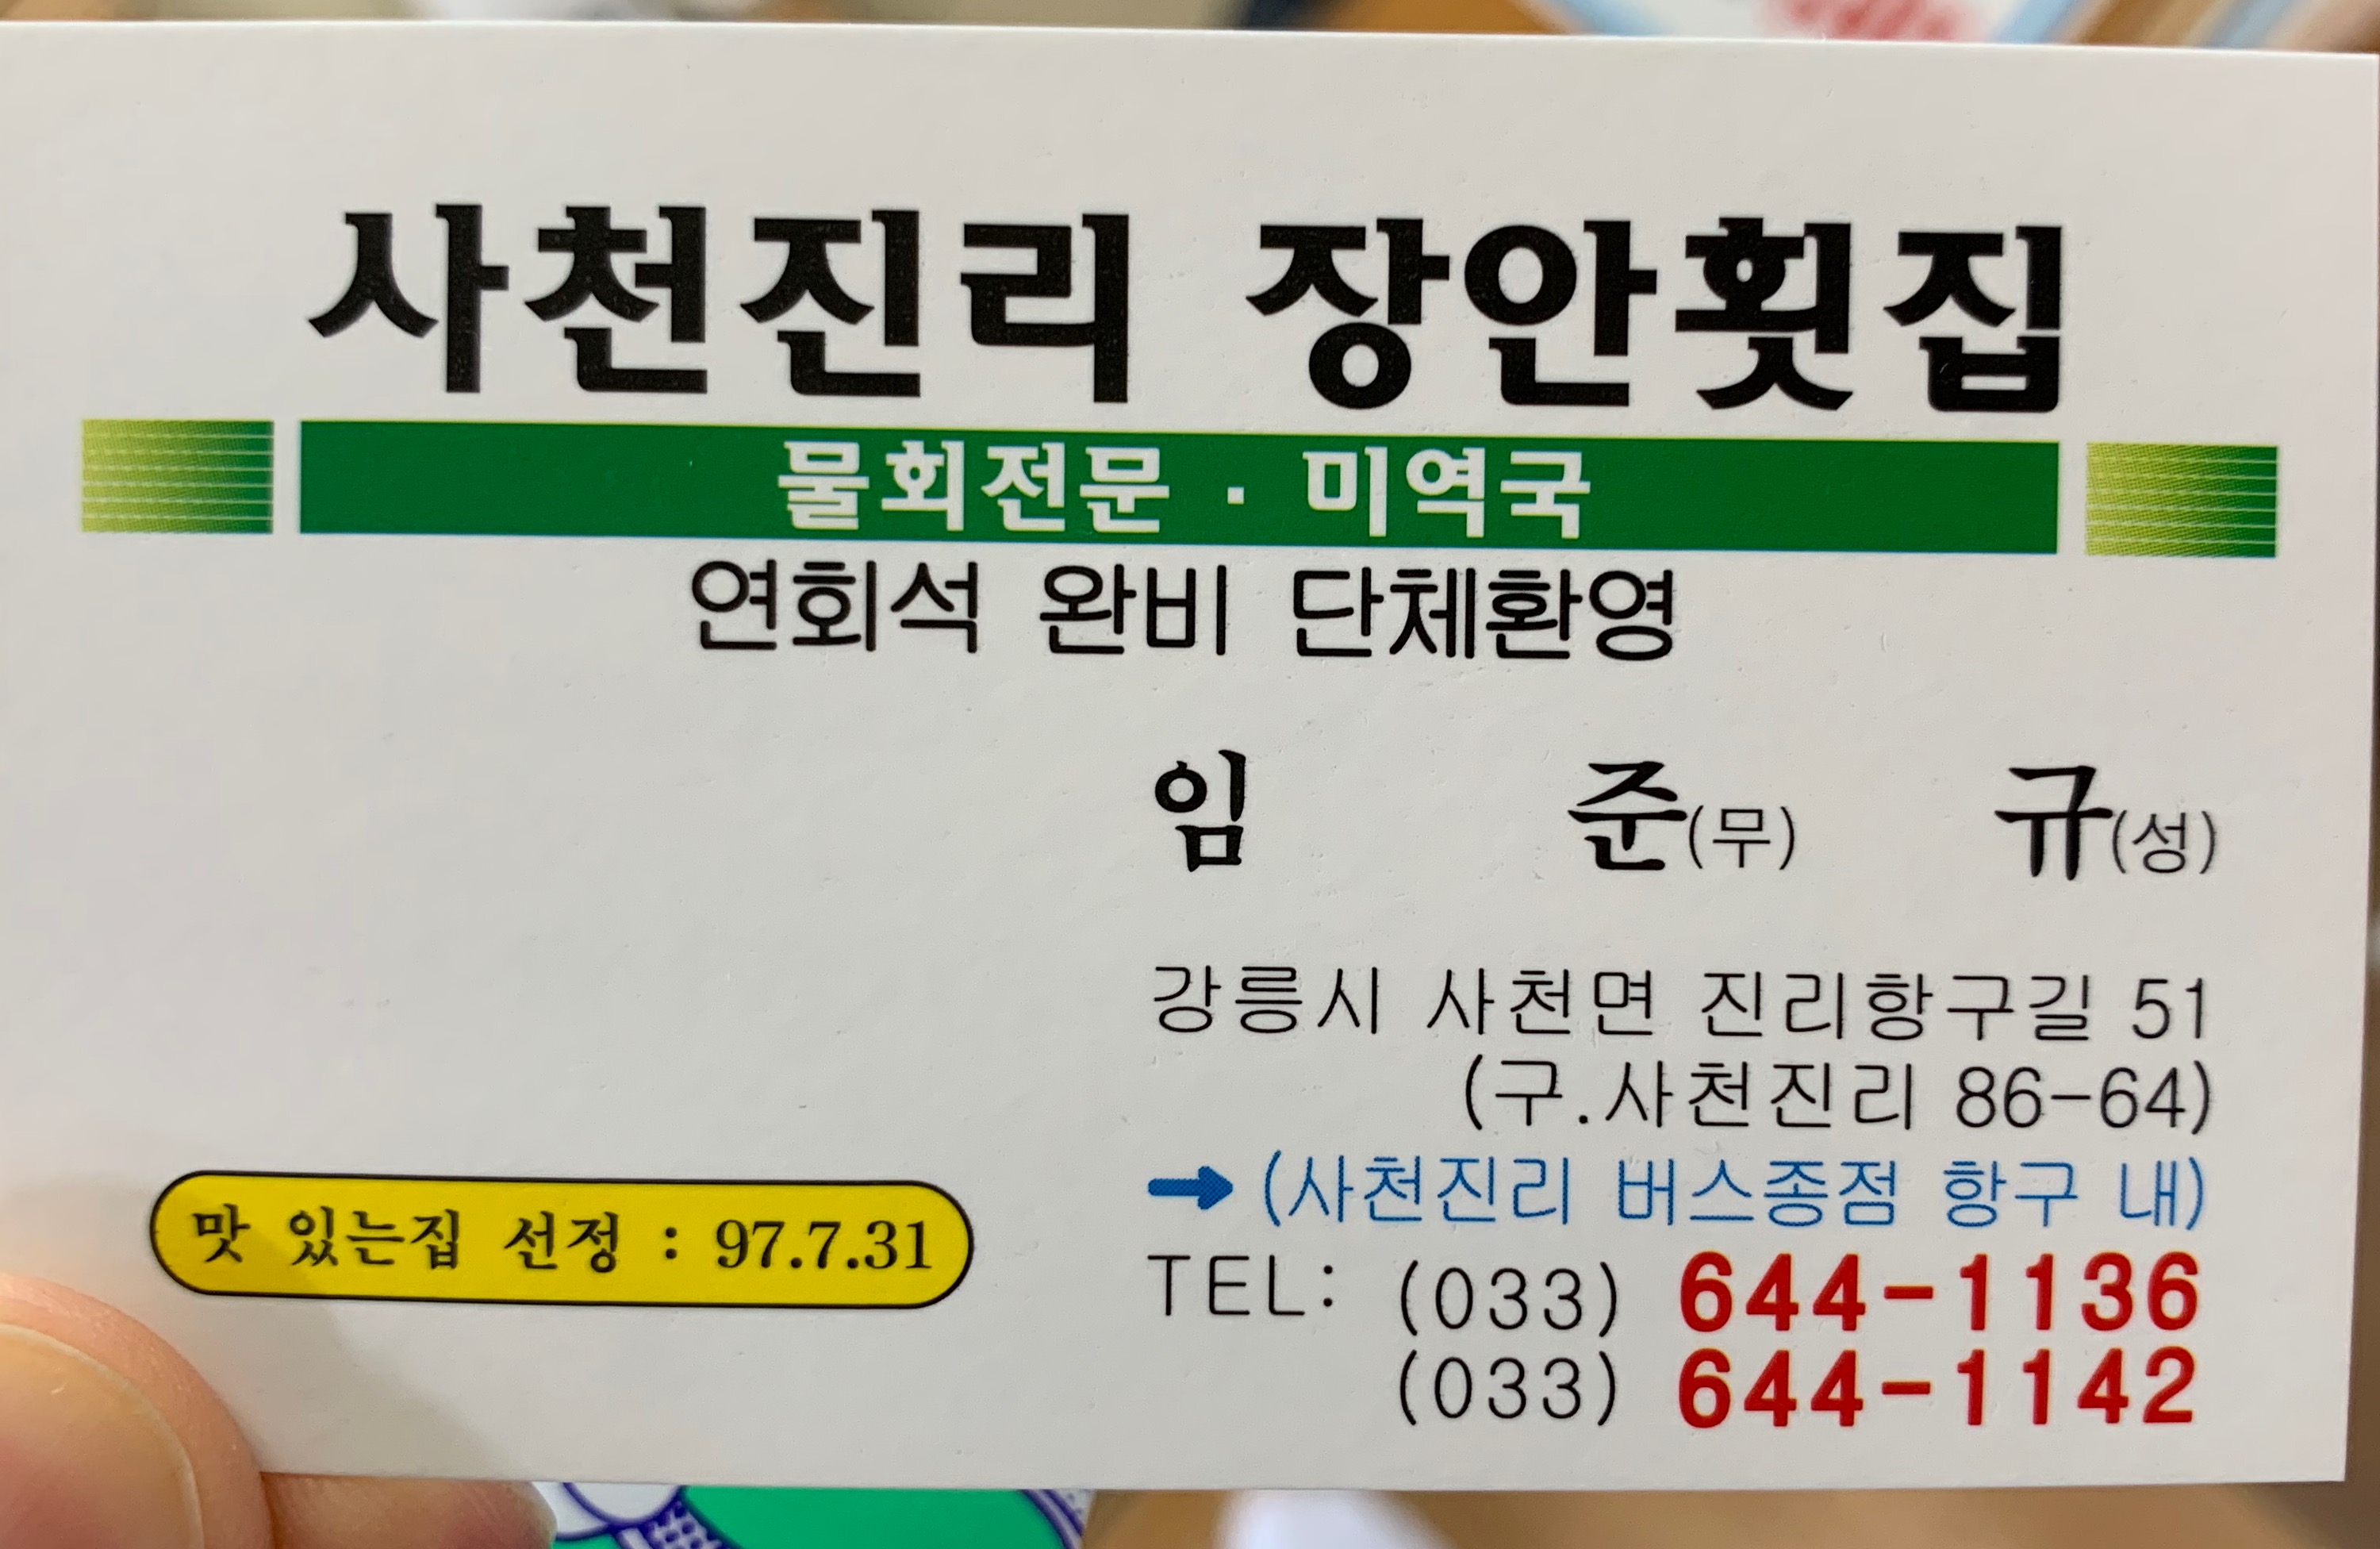 사천진리 장안횟집
물회전문 · 미역국
연회석 완비 단체환영
임 준(무) 규(성)
강릉시 사천면 진리항구길 51
(구.사천진리 86-64)
➡ (사천진리 버스종점 항구 내)
맛 있는집 선정 : 97.7.31
TEL: (033) 644-1136
(033) 644-1142